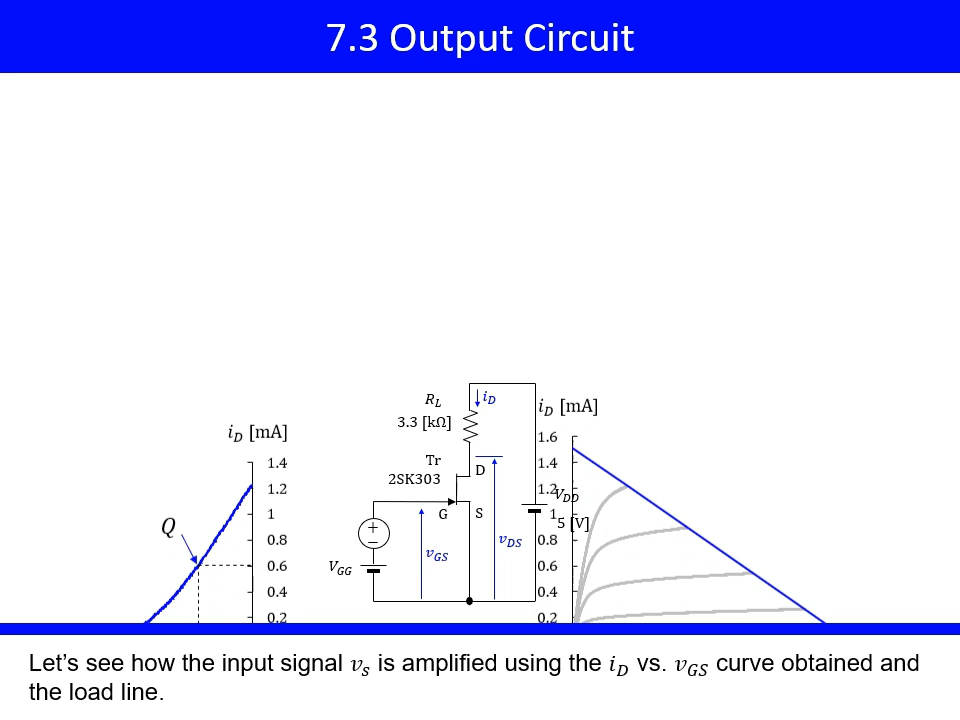 7.3 Output Circuit
R_L
i_D
3.3 [kΩ]
i_D [mA]
i_D [mA]
1.6
1.4
1.4
Tr
D
2SK303
1.2
1.2
V_DD
G
S
1
1
5 [V]
Q
+
−
0.8
0.8
v_GS
v_DS
V_GG
0.6
0.6
0.4
0.4
0.2
0.2
Let’s see how the input signal v_s is amplified using the i_D vs. v_GS curve obtained and
the load line.